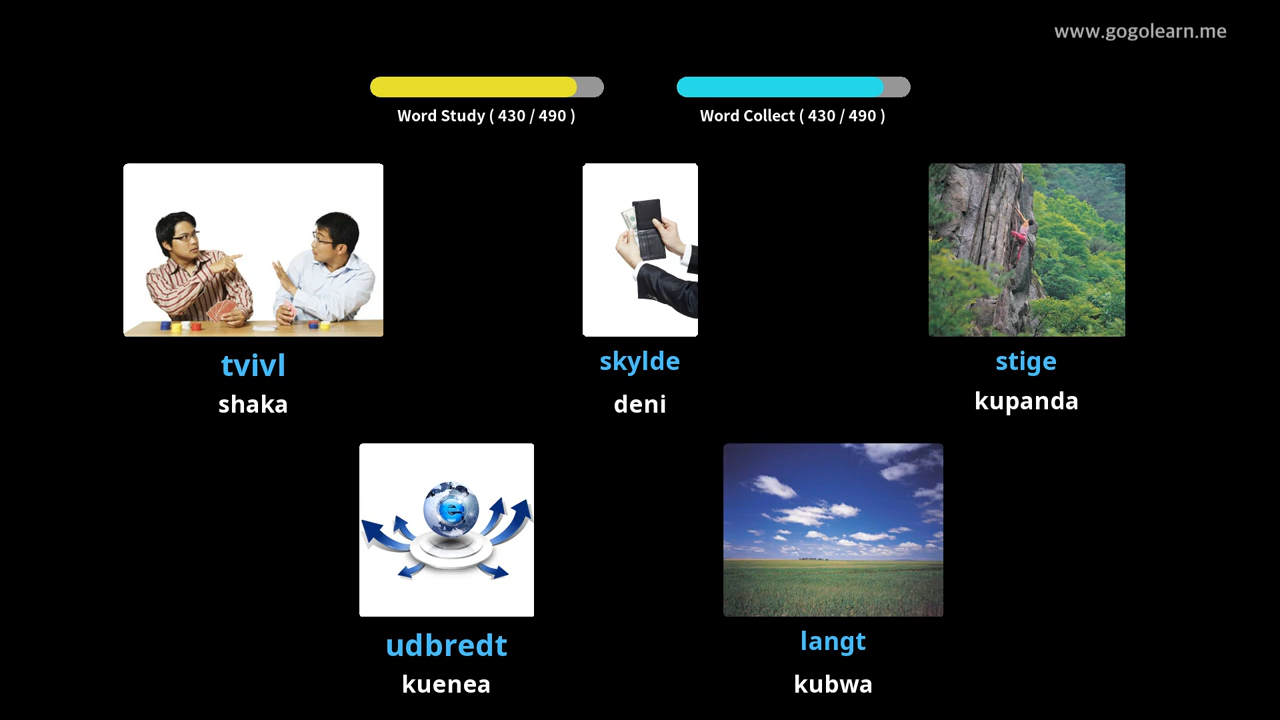 www.gogolearn.me
Word Study ( 430 / 490 )
Word Collect ( 430 / 490 )
tvivl
shaka
skylde
deni
stige
kupanda
e
udbredt
kuenea
langt
kubwa